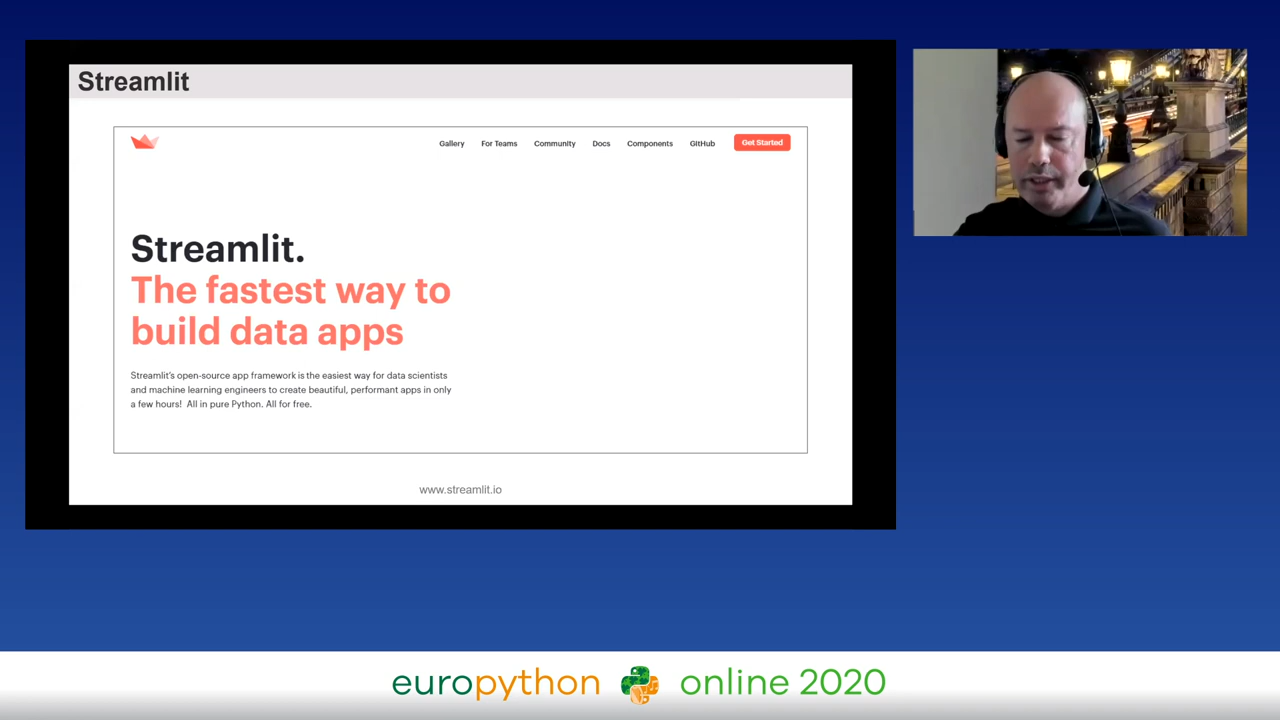 Streamlit
Gallery For Teams Community Docs Components GitHub Get Started
Streamlit.
The fastest way to
build data apps
Streamlit's open-source app framework is the easiest way for data scientists
and machine learning engineers to create beautiful, performant apps in only
a few hours! All in pure Python. All for free.
www.streamlit.io
europython online 2020